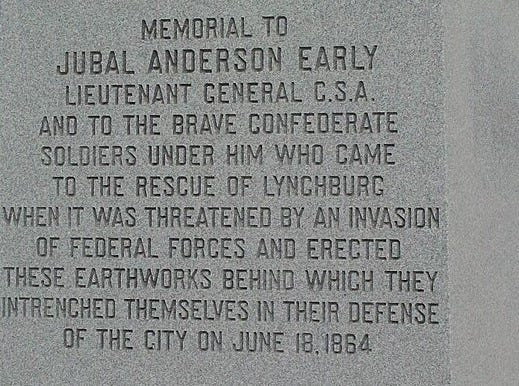 MEMORIAL TO
JUBAL ANDERSON EARLY
LIEUTENANT GENERAL C.S.A.
AND TO THE BRAVE CONFEDERATE
SOLDIERS UNDER HIM WHO CAME
TO THE RESCUE OF LYNCHBURG
WHEN IT WAS THREATENED BY AN INVASION
OF FEDERAL FORCES AND ERECTED
THESE EARTHWORKS BEHIND WHICH THEY
INTRENCHED THEMSELVES IN THEIR DEFENSE
OF THE CITY ON JUNE 18, 1864